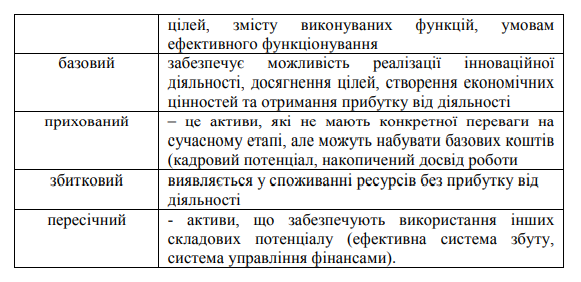 цілей, змісту виконуваних функцій, умовам
ефективного функціонування
базовий
забезпечує можливість реалізації інноваційної
діяльності, досягнення цілей, створення економічних
цінностей та отримання прибутку від діяльності
прихований
– це активи, які не мають конкретної переваги на
сучасному етапі, але можуть набувати базових коштів
(кадровий потенціал, накопичений досвід роботи
збитковий
виявляється у споживанні ресурсів без прибутку від
діяльності
пересічний
- активи, що забезпечують використання інших
складових потенціалу (ефективна система збуту,
система управління фінансами).